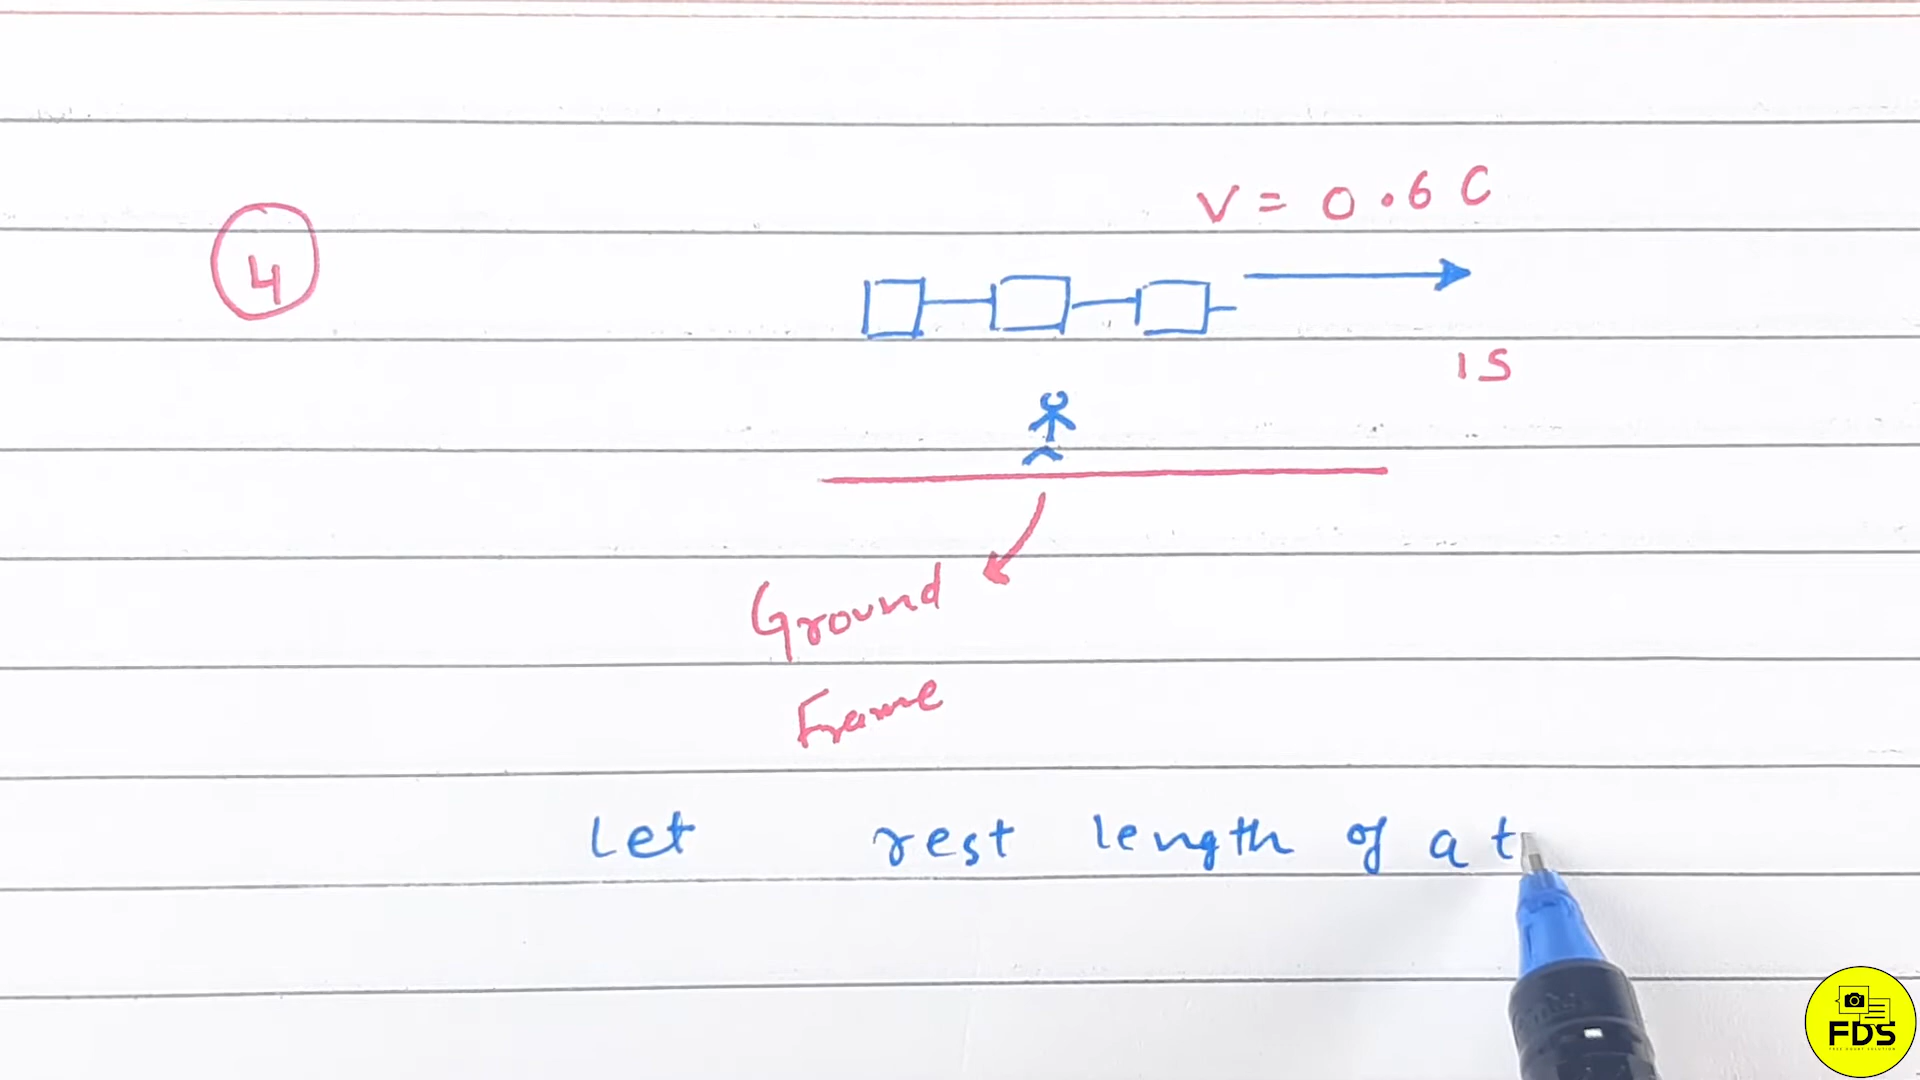 V = 0.6 C
4
1S
Ground
Frame
Let rest length of a t
FDS